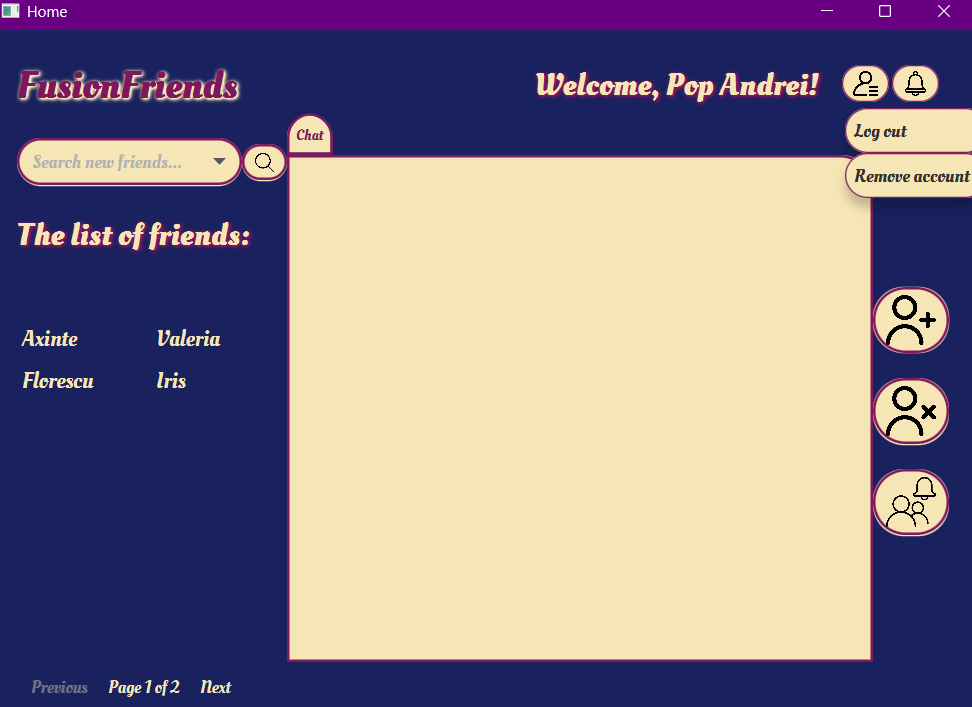 Home
FusionFriends
Welcome, Pop Andrei!
Log out
Remove account
Chat
Search new friends...
The list of friends:
Axinte Valeria
Florescu Iris
Previous Page 1 of 2 Next